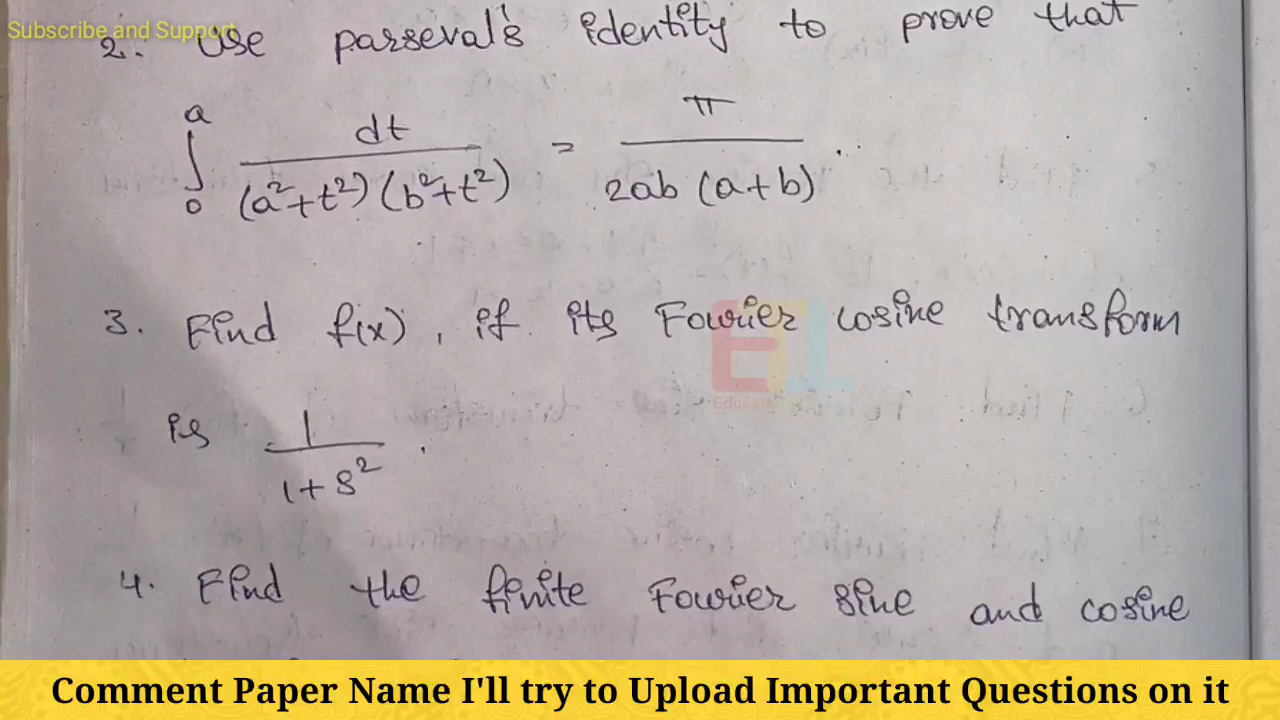 Subscribe and Support
2. Use parseval's identity to prove that
∫₀ᵃ dt / (a²+t²)(b²+t²) = π / 2ab (a+b).
3. Find f(x), if its Fourier cosine transform
is 1 / 1+s².
4. Find the finite Fourier sine and cosine
Comment Paper Name I'll try to Upload Important Questions on it